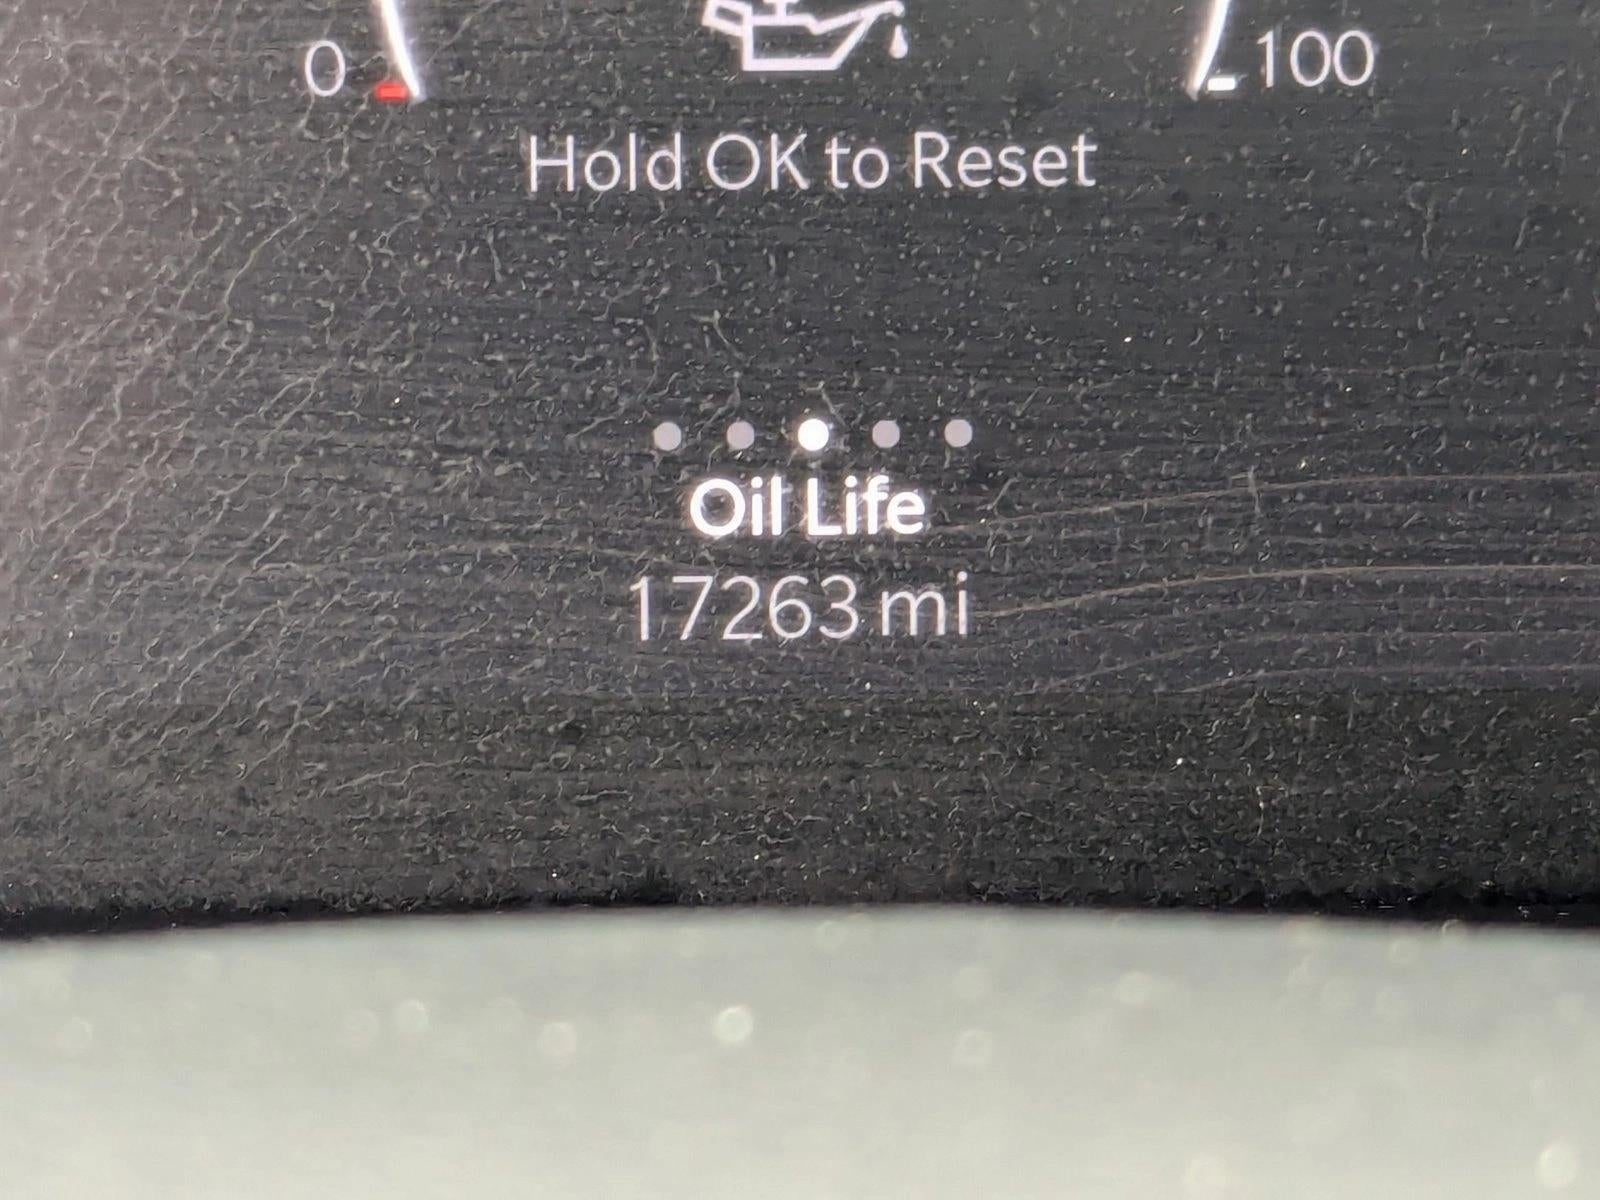 0 100
Hold OK to Reset
Oil Life
17263 mi